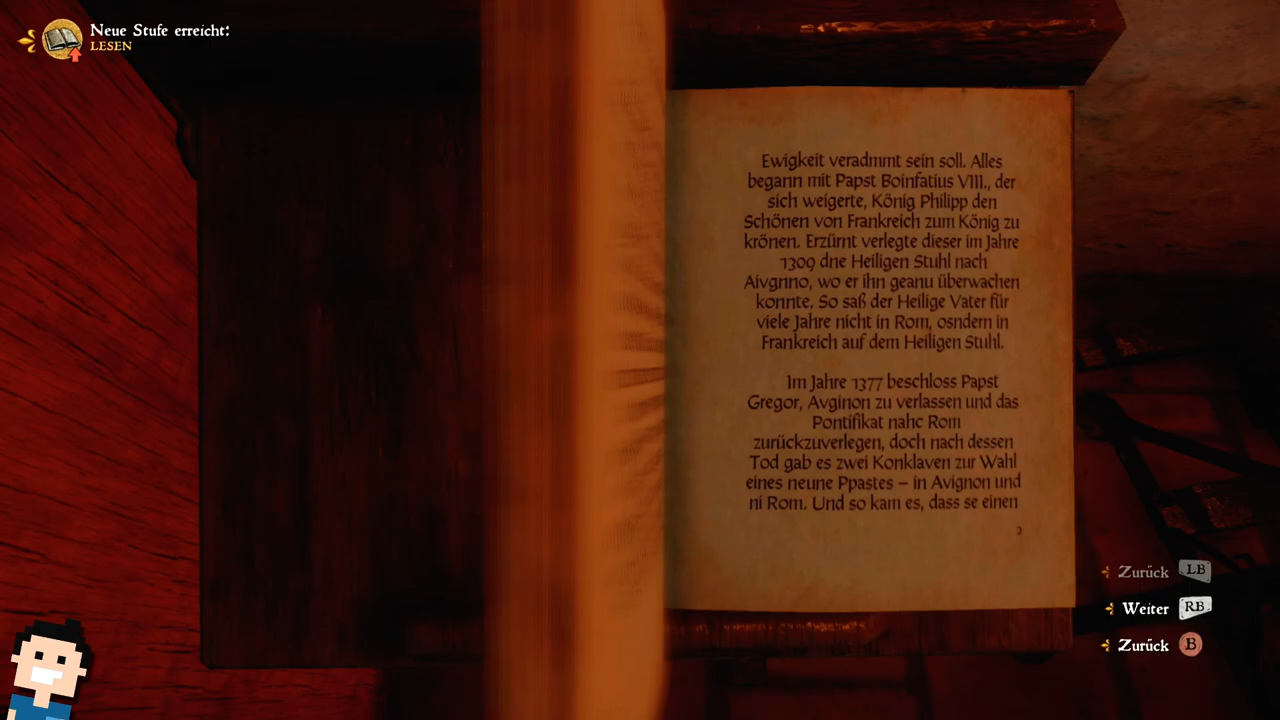 Neue Stufe erreicht:
LESEN
Ewigkeit veradmmt sein soll. Alles
begann mit Papst Boinfatius VIII., der
sich weigerte, König Philipp den
Schönen von Frankreich zum König zu
krönen. Erzürnt verlegte dieser im Jahre
1309 dne Heiligen Stuhl nach
Aivgnno, wo er ihn geanu überwachen
konnte. So saß der Heilige Vater für
viele Jahre nicht in Rom, osndern in
Frankreich auf dem Heiligen Stuhl.
Im Jahre 1377 beschloss Papst
Gregor, Avginon zu verlassen und das
Pontifikat nahc Rom
zurückzuverlegen, doch nach dessen
Tod gab es zwei Konklaven zur Wahl
eines neune Ppastes – in Avignon und
ni Rom. Und so kam es, dass se einen
Zurück LB
Weiter RB
Zurück B